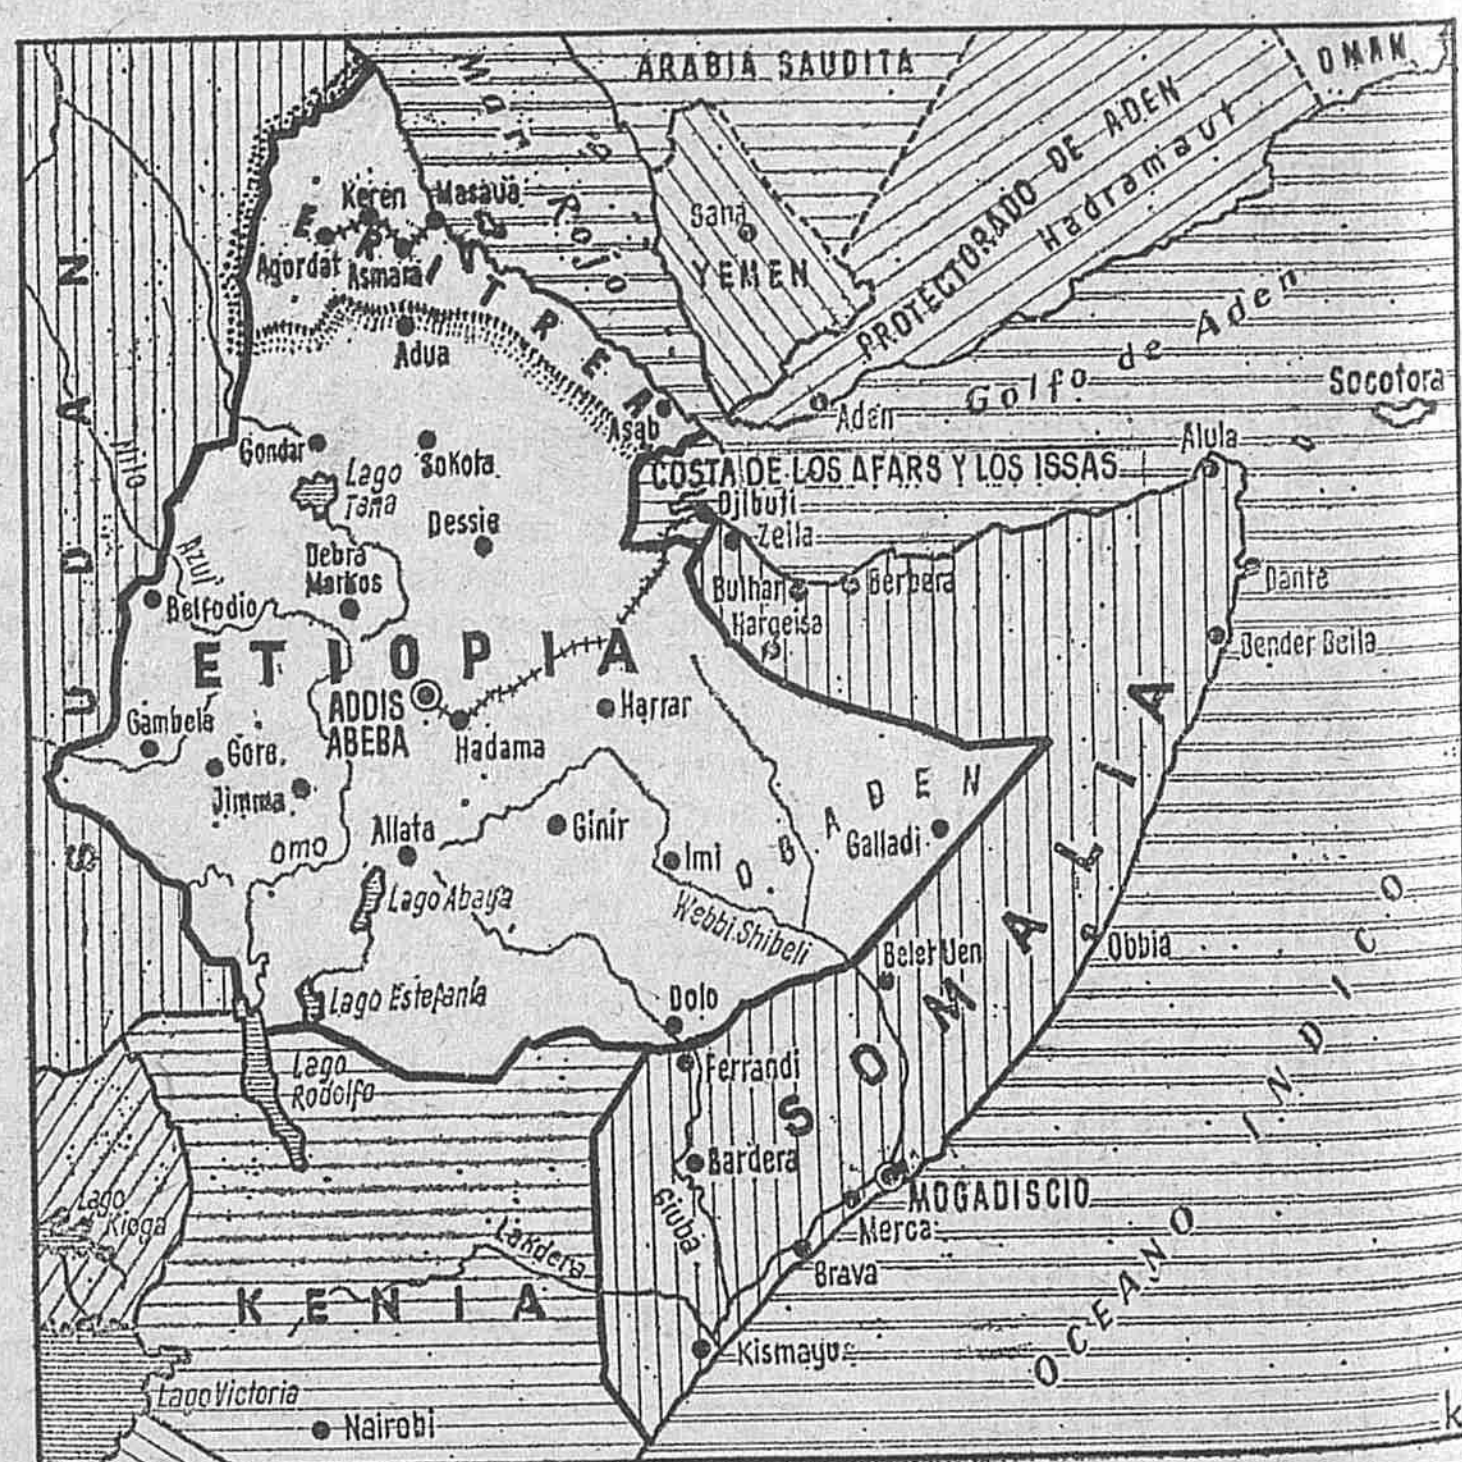 ARABIA SAUDITA
OMAN
Mar Rojo
PROTECTORADO DE ADEN
Hadramaut
Keren
Masaua
ERITREA
Agordat
Asmara
Sana
YEMEN
SUDAN
Adua
Golfo de Aden
Aden
Socotora
Asab
Alula
Nilo
Gondar
Sokota
Lago
Tana
COSTA DE LOS AFARS Y LOS ISSAS
Djibuti
Zeila
Dessie
Azul
Debra
Markos
Bulhar
Berbera
Dante
Belfodio
Hargeisa
Bender Beila
ETIOPIA
ADDIS
ABEBA
Harrar
Gambela
Hadama
Gore
Jimma
OGADEN
Galladi
Allata
Ginir
Imi
Omo
Lago Abaya
Webbi Shibeli
Belet Uen
Obbia
Lago Estefanía
Dolo
SOMALIA
Lago
Rodolfo
Ferrandi
Bardera
Giuba
MOGADISCIO
Merca
Brava
OCEANO INDICO
Lago
Kioga
Lakdera
KENIA
Kismayu
Lago Victoria
Nairobi
k